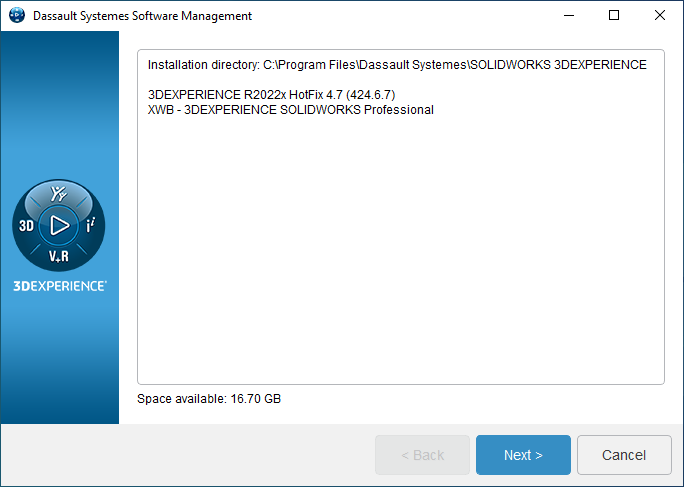 Dassault Systemes Software Management
Installation directory: C:\Program Files\Dassault Systemes\SOLIDWORKS 3DEXPERIENCE
3DEXPERIENCE R2022x HotFix 4.7 (424.6.7)
XWB - 3DEXPERIENCE SOLIDWORKS Professional
3D
i²
V+R
3DEXPERIENCE
Space available: 16.70 GB
< Back
Next >
Cancel